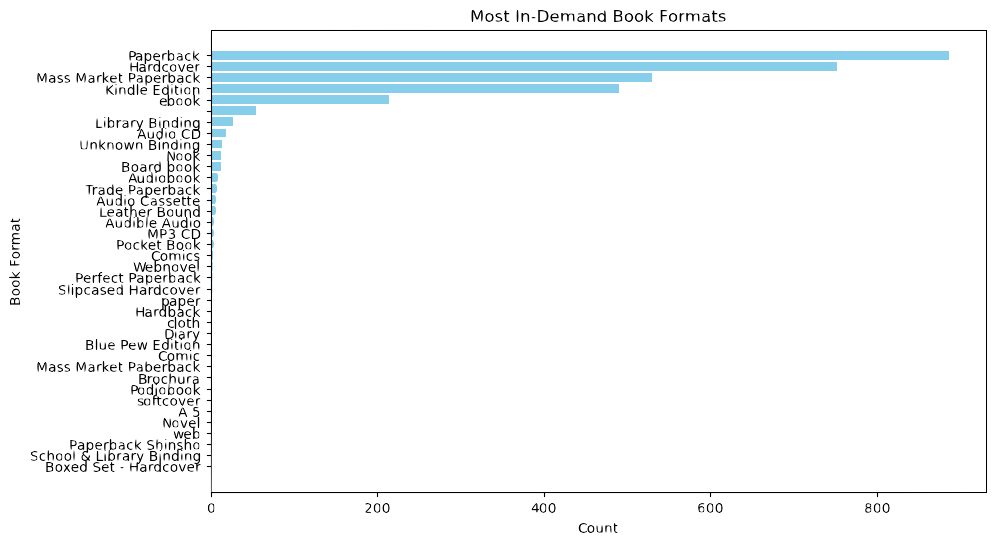 Most In-Demand Book Formats
Paperback
Hardcover
Mass Market Paperback
Kindle Edition
ebook
Library Binding
Audio CD
Unknown Binding
Nook
Board book
Audiobook
Trade Paperback
Audio Cassette
Leather Bound
Audible Audio
MP3 CD
Pocket Book
Comics
Webnovel
Perfect Paperback
Slipcased Hardcover
paper
Hardback
cloth
Diary
Blue Pew Edition
Comic
Mass Market Paberback
Brochura
Podiobook
softcover
A 5
Novel
web
Paperback Shinsho
School & Library Binding
Boxed Set - Hardcover
Book Format
0 200 400 600 800
Count